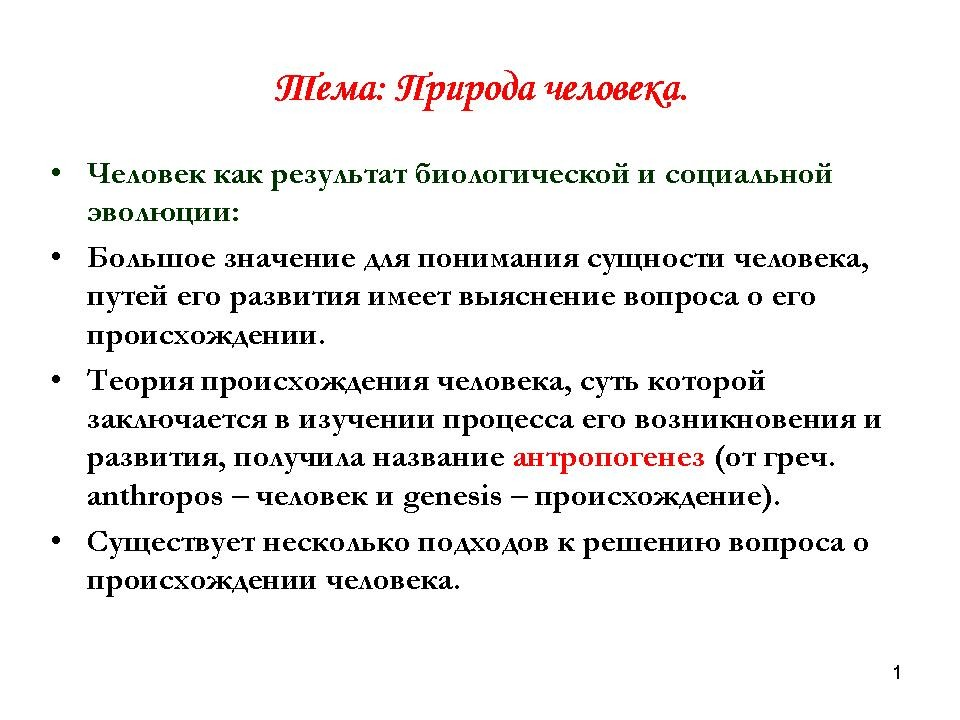 Тема: Природа человека.
• Человек как результат биологической и социальной
эволюции:
• Большое значение для понимания сущности человека,
путей его развития имеет выяснение вопроса о его
происхождении.
• Теория происхождения человека, суть которой
заключается в изучении процесса его возникновения и
развития, получила название антропогенез (от греч.
anthropos – человек и genesis – происхождение).
• Существует несколько подходов к решению вопроса о
происхождении человека.
1